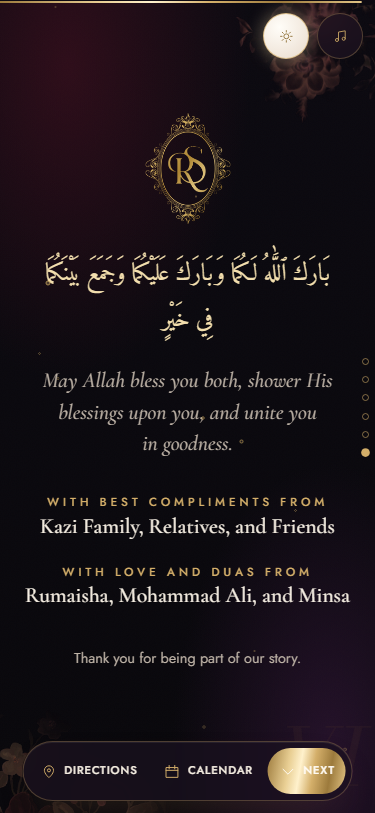 RS
بَارَكَ ٱللَّٰهُ لَكُمَا وَبَارَكَ عَلَيْكُمَا وَجَمَعَ بَيْنَكُمَا
فِي خَيْرٍ
May Allah bless you both, shower His
blessings upon you, and unite you
in goodness.
WITH BEST COMPLIMENTS FROM
Kazi Family, Relatives, and Friends
WITH LOVE AND DUAS FROM
Rumaisha, Mohammad Ali, and Minsa
Thank you for being part of our story.
DIRECTIONS
CALENDAR
NEXT